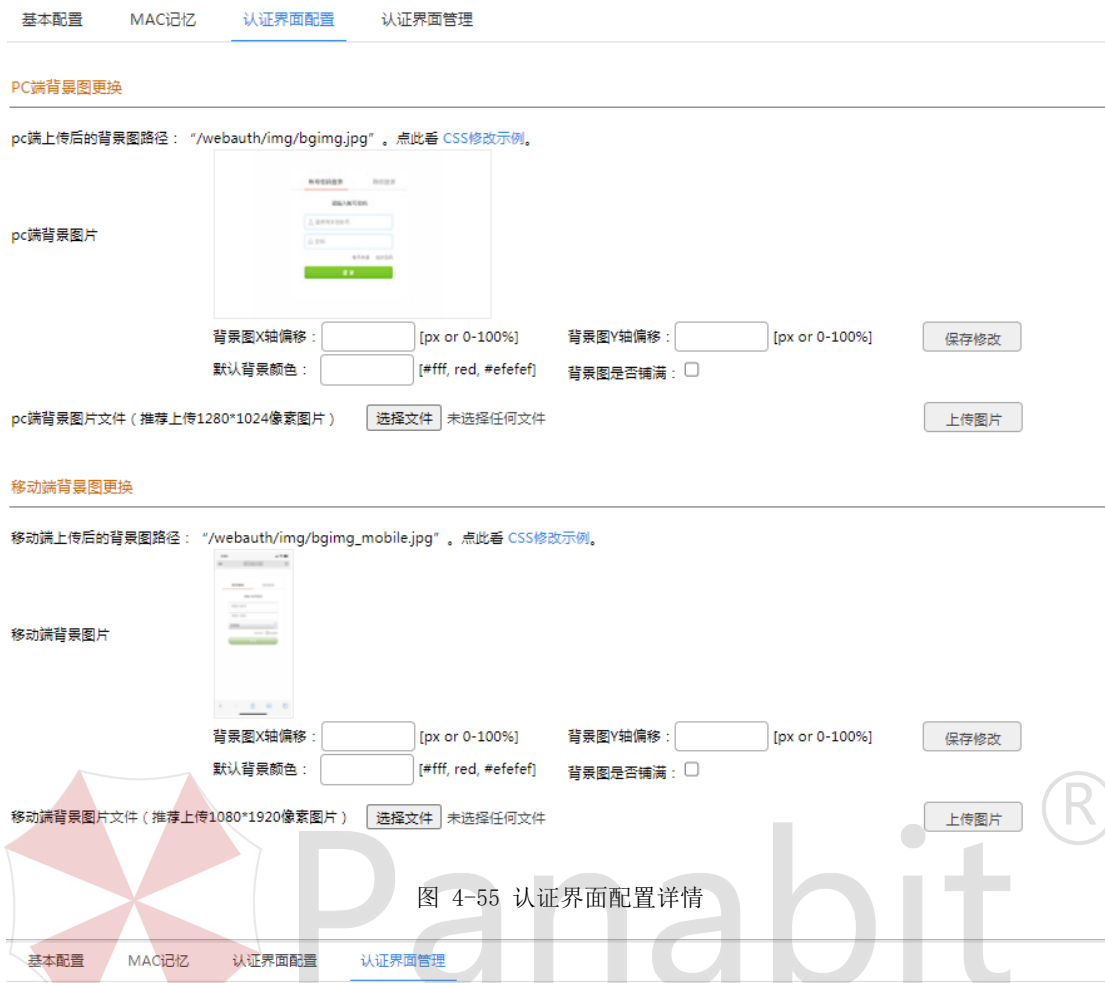 基本配置 MAC记忆 认证界面配置 认证界面管理
PC端背景图更换
pc端上传后的背景图路径：“/webauth/img/bgimg.jpg”。点此看 CSS修改示例。
pc端背景图片
背景图X轴偏移： [px or 0-100%] 背景图Y轴偏移： [px or 0-100%] 保存修改
默认背景颜色： [#fff, red, #efefef] 背景图是否铺满：
pc端背景图片文件（推荐上传1280*1024像素图片） 选择文件 未选择任何文件 上传图片
移动端背景图更换
移动端上传后的背景图路径：“/webauth/img/bgimg_mobile.jpg”。点此看 CSS修改示例。
移动端背景图片
背景图X轴偏移： [px or 0-100%] 背景图Y轴偏移： [px or 0-100%] 保存修改
默认背景颜色： [#fff, red, #efefef] 背景图是否铺满：
移动端背景图片文件（推荐上传1080*1920像素图片） 选择文件 未选择任何文件 上传图片
Panabit®
图 4-55 认证界面配置详情
基本配置 MAC记忆 认证界面配置 认证界面管理